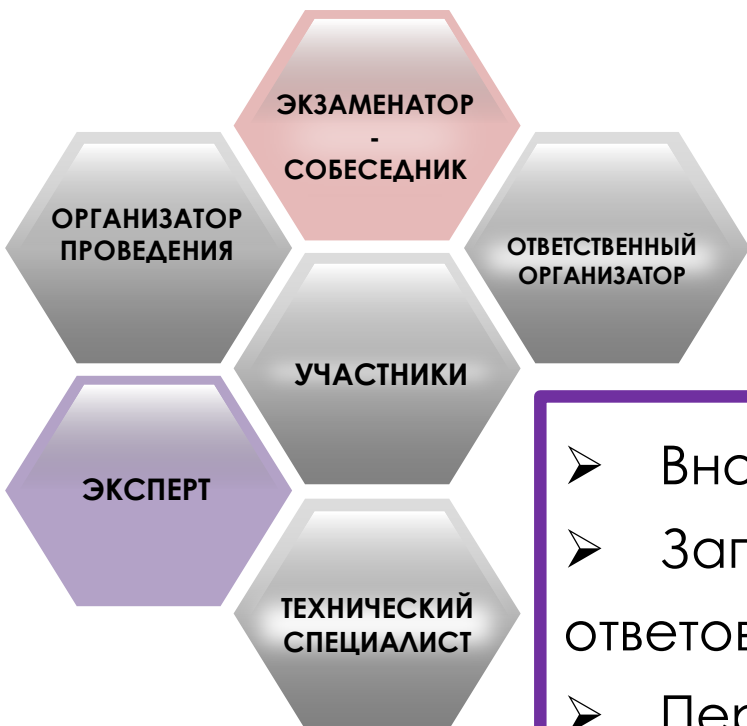 ЭКЗАМЕНАТОР
-
СОБЕСЕДНИК
ОРГАНИЗАТОР
ПРОВЕДЕНИЯ
ОТВЕТСТВЕННЫЙ
ОРГАНИЗАТОР
УЧАСТНИКИ
ЭКСПЕРТ
ТЕХНИЧЕСКИЙ
СПЕЦИАЛИСТ